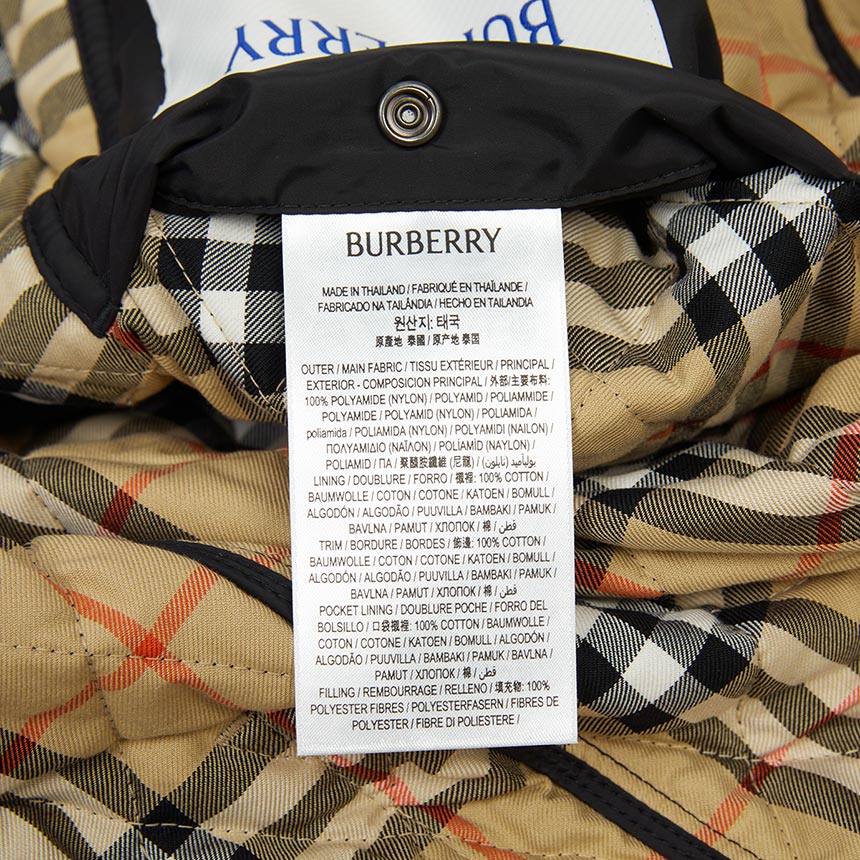 BURBERRY
BURBERRY
MADE IN THAILAND / FABRIQUÉ EN THAÏLANDE /
FABRICADO NA TAILÂNDIA / HECHO EN TAILANDIA
원산지: 태국
原產地 泰國 / 原产地 泰国
OUTER / MAIN FABRIC / TISSU EXTÉRIEUR / PRINCIPAL /
EXTERIOR - COMPOSICION PRINCIPAL / 外部/主要布料:
100% POLYAMIDE (NYLON) / POLYAMID / POLIAMMIDE /
POLYAMIDE / POLYAMID (NYLON) / POLIAMIDA /
poliamida / POLIAMIDA (NYLON) / POLYAMIDI (NAILON) /
ΠΟΛΥΑΜΙΔΙΟ (ΝΑΪΛΟΝ) / POLİAMİD (NAYLON) /
POLIAMID / ПА / 聚醯胺纖維 (尼龍) / بولياميد (نايلون) /
LINING / DOUBLURE / FORRO / 襯裡: 100% COTTON /
BAUMWOLLE / COTON / COTONE / KATOEN / BOMULL /
ALGODÓN / ALGODÃO / PUUVILLA / BAMBAKI / PAMUK /
BAVLNA / PAMUT / ХЛОПОК / 棉 / قطن /
TRIM / BORDURE / BORDES / 飾邊: 100% COTTON /
BAUMWOLLE / COTON / COTONE / KATOEN / BOMULL /
ALGODÓN / ALGODÃO / PUUVILLA / BAMBAKI / PAMUK /
BAVLNA / PAMUT / ХЛОПОК / 棉 / قطن /
POCKET LINING / DOUBLURE POCHE / FORRO DEL
BOLSILLO / 口袋襯裡: 100% COTTON / BAUMWOLLE /
COTON / COTONE / KATOEN / BOMULL / ALGODÓN /
ALGODÃO / PUUVILLA / BAMBAKI / PAMUK / BAVLNA /
PAMUT / ХЛОПОК / 棉 / قطن /
FILLING / REMBOURRAGE / RELLENO / 填充物: 100%
POLYESTER FIBRES / POLYESTERFASERN / FIBRES DE
POLYESTER / FIBRE DI POLIESTERE /